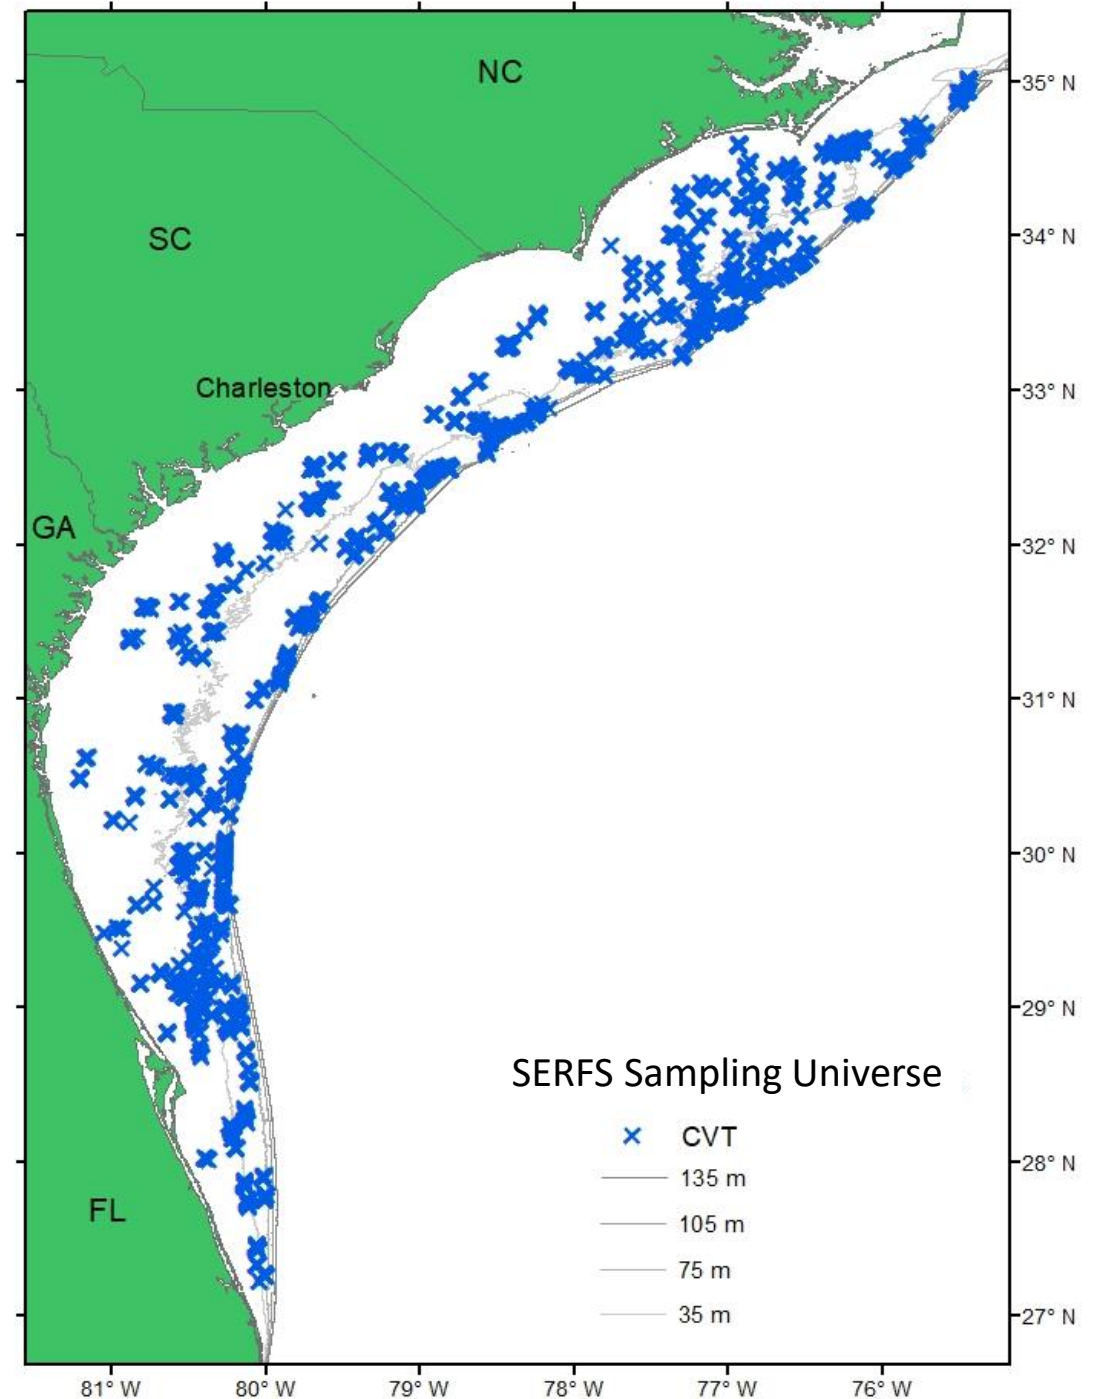 NC
35° N
SC
34° N
Charleston
33° N
GA
32° N
31° N
30° N
29° N
SERFS Sampling Universe
CVT
28° N
135 m
FL
105 m
75 m
35 m
27° N
81° W 80° W 79° W 78° W 77° W 76° W